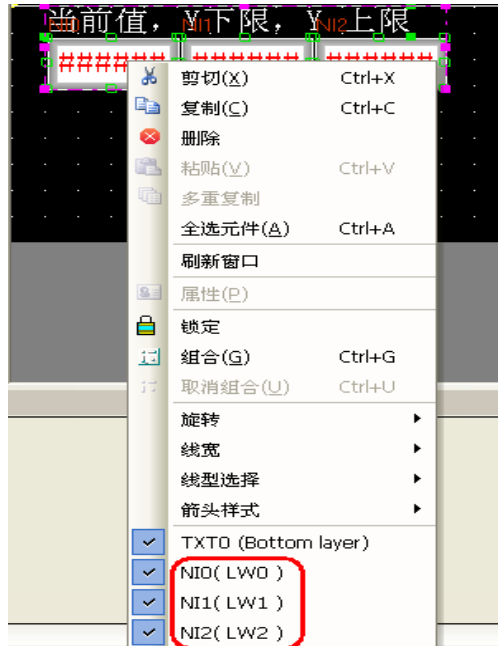 当前值，Y下限，Y上限
NI0 NI1 NI2
###### ###### ######
剪切(X) Ctrl+X
复制(C) Ctrl+C
删除
粘贴(V) Ctrl+V
多重复制
全选元件(A) Ctrl+A
刷新窗口
属性(P)
锁定
组合(G) Ctrl+G
取消组合(U) Ctrl+U
旋转
线宽
线型选择
箭头样式
TXT0 (Bottom layer)
NI0( LW0 )
NI1( LW1 )
NI2( LW2 )